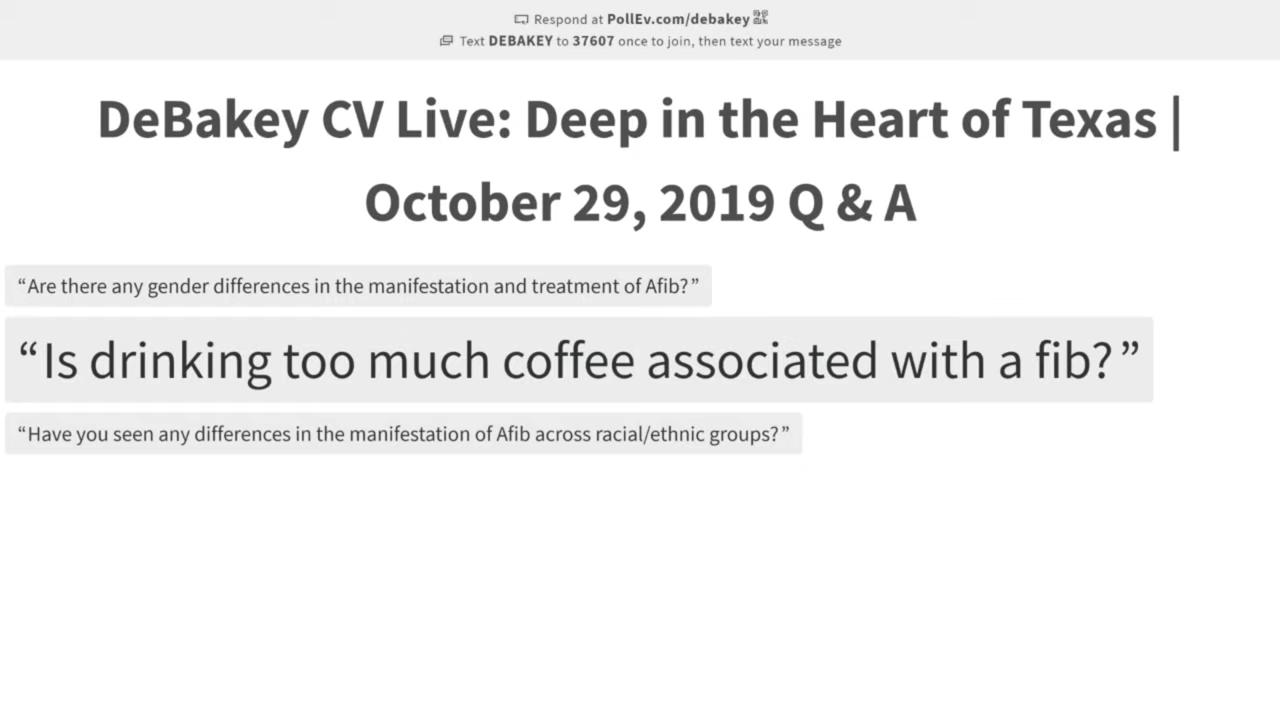 Respond at PollEv.com/debakey
Text DEBAKEY to 37607 once to join, then text your message
DeBakey CV Live: Deep in the Heart of Texas |
October 29, 2019 Q & A
“Are there any gender differences in the manifestation and treatment of Afib?”
“Is drinking too much coffee associated with a fib?”
“Have you seen any differences in the manifestation of Afib across racial/ethnic groups?”